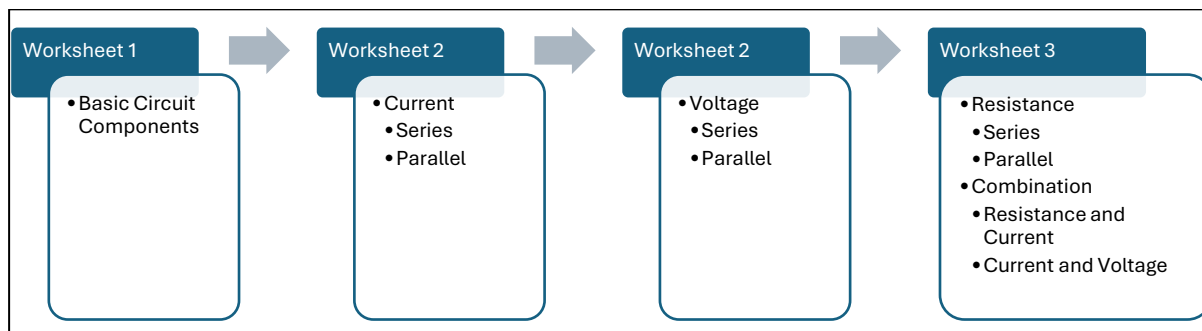 Worksheet 1
•Basic Circuit
Components
Worksheet 2
•Current
•Series
•Parallel
Worksheet 2
•Voltage
•Series
•Parallel
Worksheet 3
•Resistance
•Series
•Parallel
•Combination
•Resistance and
Current
•Current and Voltage